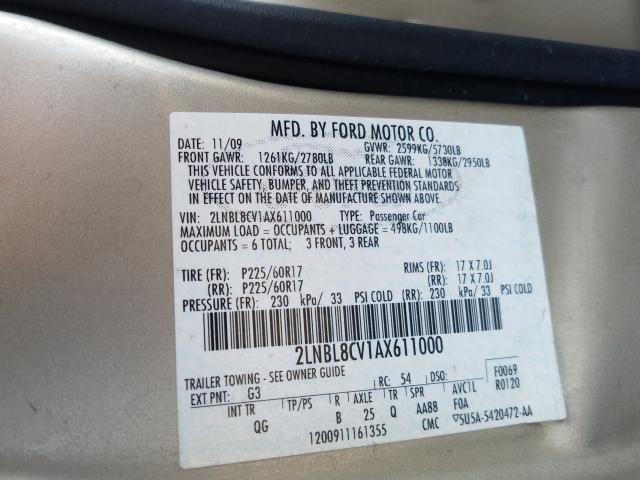 MFD. BY FORD MOTOR CO.
DATE: 11/09 GVWR: 2599KG/5730LB
FRONT GAWR: 1261KG/2780LB REAR GAWR: 1338KG/2950LB
THIS VEHICLE CONFORMS TO ALL APPLICABLE FEDERAL MOTOR
VEHICLE SAFETY, BUMPER, AND THEFT PREVENTION STANDARDS
IN EFFECT ON THE DATE OF MANUFACTURE SHOWN ABOVE.
VIN: 2LNBL8CV1AX611000 TYPE: Passenger Car
MAXIMUM LOAD = OCCUPANTS + LUGGAGE = 498KG/1100LB
OCCUPANTS = 6 TOTAL; 3 FRONT, 3 REAR
TIRE (FR): P225/60R17 RIMS (FR): 17 X 7.0J
(RR): P225/60R17 (RR): 17 X 7.0J
PRESSURE (FR): 230 kPa/ 33 PSI COLD (RR): 230 kPa/ 33 PSI COLD
2LNBL8CV1AX611000
TRAILER TOWING - SEE OWNER GUIDE F0069
EXT PNT: G3 RC: 54 DSO: R0120
INT TR TP/PS R AXLE TR SPR AVC1L
QG B 25 Q AA88 F0A
1200911161355 CMC ▽5U5A-5420472-AA